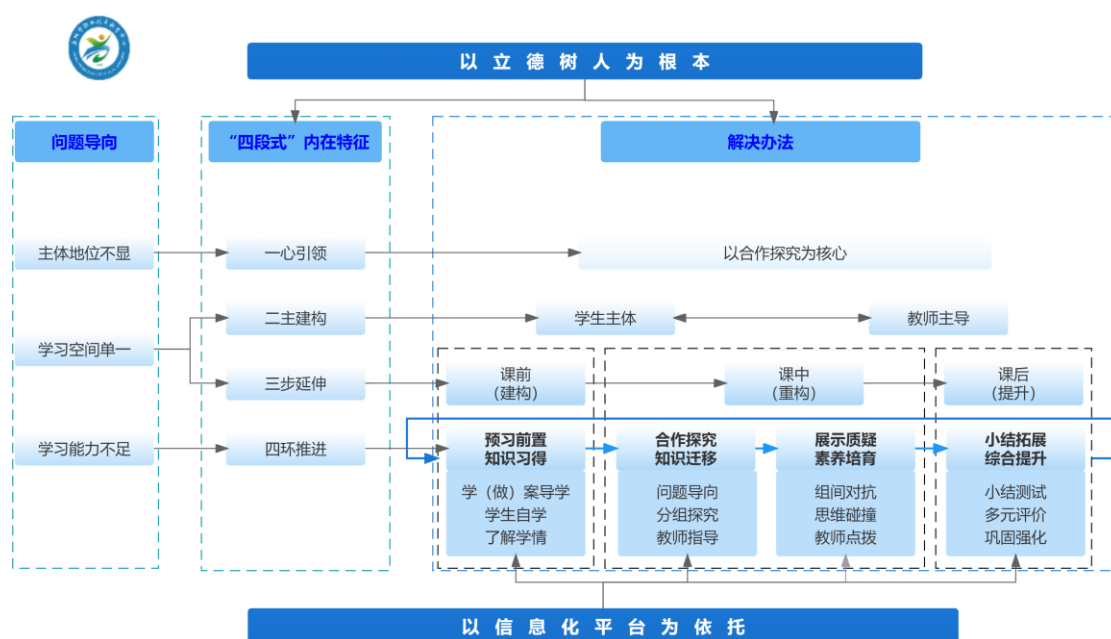 以立德树人为根本
问题导向
“四段式”内在特征
解决办法
主体地位不显
一心引领
以合作探究为核心
学习空间单一
二主建构
学生主体
教师主导
三步延伸
课前
（建构）
课中
（重构）
课后
（提升）
学习能力不足
四环推进
预习前置
知识习得
合作探究
知识迁移
展示质疑
素养培育
小结拓展
综合提升
学（做）案导学
学生自学
了解学情
问题导向
分组探究
教师指导
组间对抗
思维碰撞
教师点拨
小结测试
多元评价
巩固强化
以信息化平台为依托